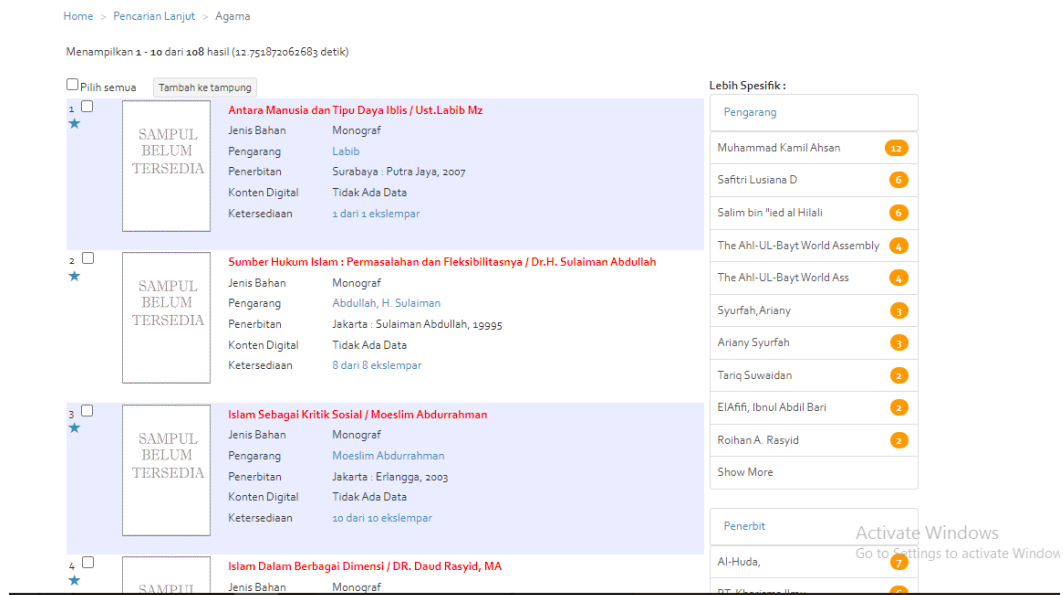 Home > Pencarian Lanjut > Agama
Menampilkan 1 - 10 dari 108 hasil (12.751872062683 detik)
Pilih semua Tambah ke tampung
1
SAMPUL
BELUM
TERSEDIA
Antara Manusia dan Tipu Daya Iblis / Ust.Labib Mz
Jenis Bahan Monograf
Pengarang Labib
Penerbitan Surabaya : Putra Jaya, 2007
Konten Digital Tidak Ada Data
Ketersediaan 1 dari 1 ekslempar
2
SAMPUL
BELUM
TERSEDIA
Sumber Hukum Islam : Permasalahan dan Fleksibilitasnya / Dr.H. Sulaiman Abdullah
Jenis Bahan Monograf
Pengarang Abdullah, H. Sulaiman
Penerbitan Jakarta : Sulaiman Abdullah, 19995
Konten Digital Tidak Ada Data
Ketersediaan 8 dari 8 ekslempar
3
SAMPUL
BELUM
TERSEDIA
Islam Sebagai Kritik Sosial / Moeslim Abdurrahman
Jenis Bahan Monograf
Pengarang Moeslim Abdurrahman
Penerbitan Jakarta : Erlangga, 2003
Konten Digital Tidak Ada Data
Ketersediaan 10 dari 10 ekslempar
4
SAMPUL
Islam Dalam Berbagai Dimensi / DR. Daud Rasyid, MA
Jenis Bahan Monograf
Lebih Spesifik :
Pengarang
Muhammad Kamil Ahsan 12
Safitri Lusiana D 6
Salim bin "ied al Hilali 6
The Ahl-UL-Bayt World Assembly 4
The Ahl-UL-Bayt World Ass 4
Syurfah,Ariany 3
Ariany Syurfah 3
Tariq Suwaidan 2
ElAfifi, Ibnul Abdil Bari 2
Roihan A. Rasyid 2
Show More
Penerbit
Al-Huda, 7
PT. Kharisma Ilmu 6
Activate Windows
Go to Settings to activate Window